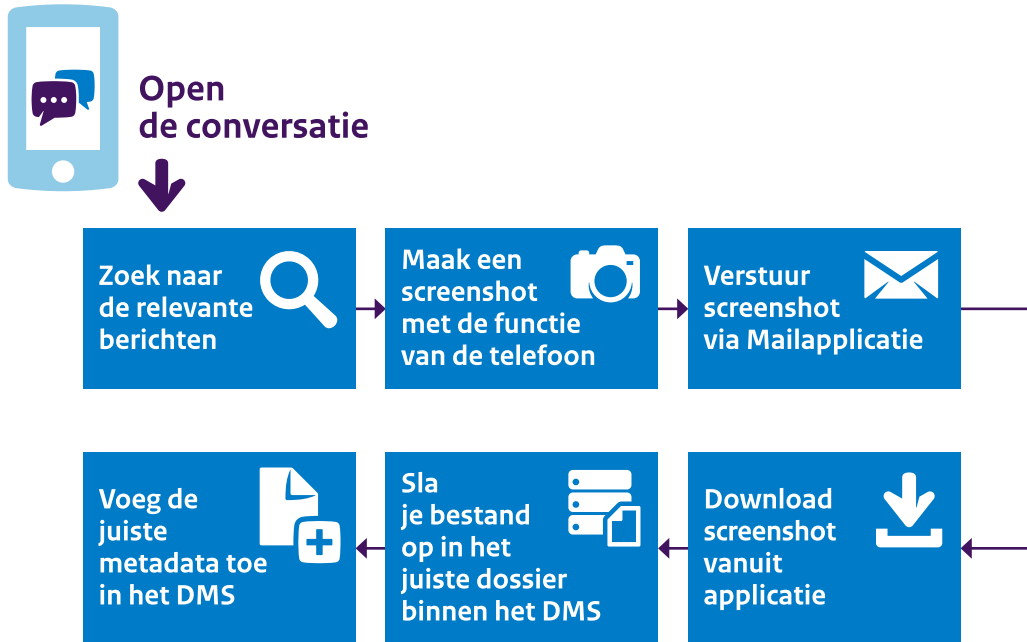 Open
de conversatie
Zoek naar
de relevante
berichten
Maak een
screenshot
met de functie
van de telefoon
Verstuur
screenshot
via Mailapplicatie
Download
screenshot
vanuit
applicatie
Sla
je bestand
op in het
juiste dossier
binnen het DMS
Voeg de
juiste
metadata toe
in het DMS